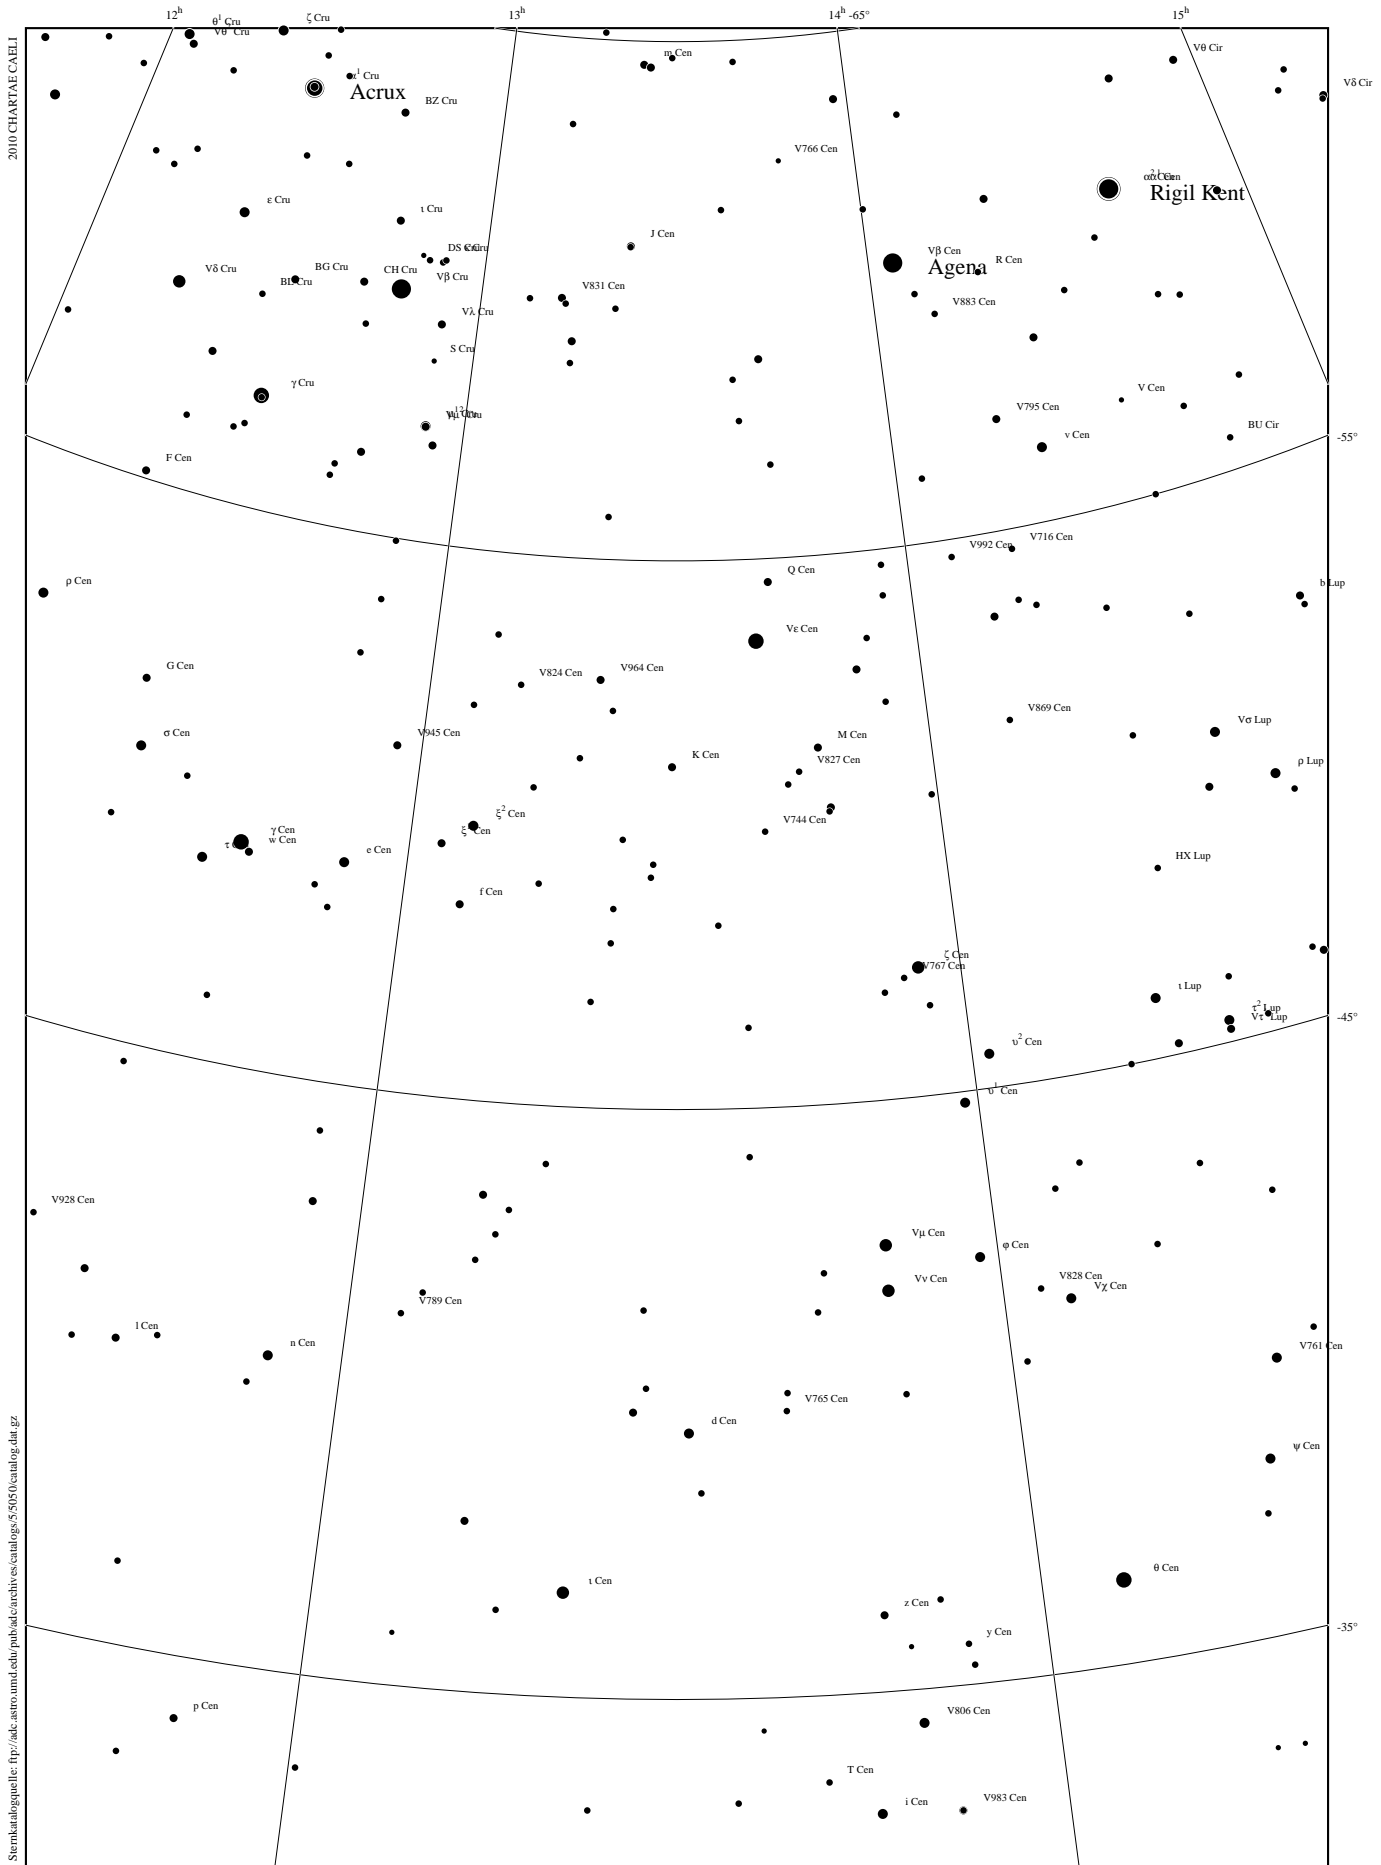 12h
13h
14h -65°
15h
2010 CHARTAE CAELI
θ1 Cru
ζ Cru
m Cen
Vθ Cir
Vδ Cir
α1 Cru
Acrux
BZ Cru
V766 Cen
Rigil Kent
ε Cru
ι Cru
J Cen
Vβ Cen
Agena
R Cen
Vδ Cru
BG Cru
CH Cru
Vβ Cru
V831 Cen
V883 Cen
Vλ Cru
S Cru
γ Cru
V Cen
V795 Cen
ν Cen
BU Cir
-55°
F Cen
V992 Cen
V716 Cen
ρ Cen
Q Cen
b Lup
Vε Cen
G Cen
V824 Cen
V964 Cen
V869 Cen
Vσ Lup
σ Cen
V945 Cen
M Cen
K Cen
V827 Cen
ρ Lup
ξ2 Cen
V744 Cen
γ Cen
w Cen
e Cen
HX Lup
f Cen
ζ Cen
V767 Cen
ι Lup
τ2 Lup
-45°
υ2 Cen
υ1 Cen
V928 Cen
Vμ Cen
φ Cen
Vν Cen
V828 Cen
Vχ Cen
V789 Cen
l Cen
n Cen
V761 Cen
V765 Cen
d Cen
ψ Cen
ι Cen
θ Cen
z Cen
y Cen
-35°
p Cen
V806 Cen
T Cen
i Cen
V983 Cen
Sternkatalogquelle: ftp://adc.astro.umd.edu/pub/adc/archives/catalogs/5/5050/catalog.dat.gz